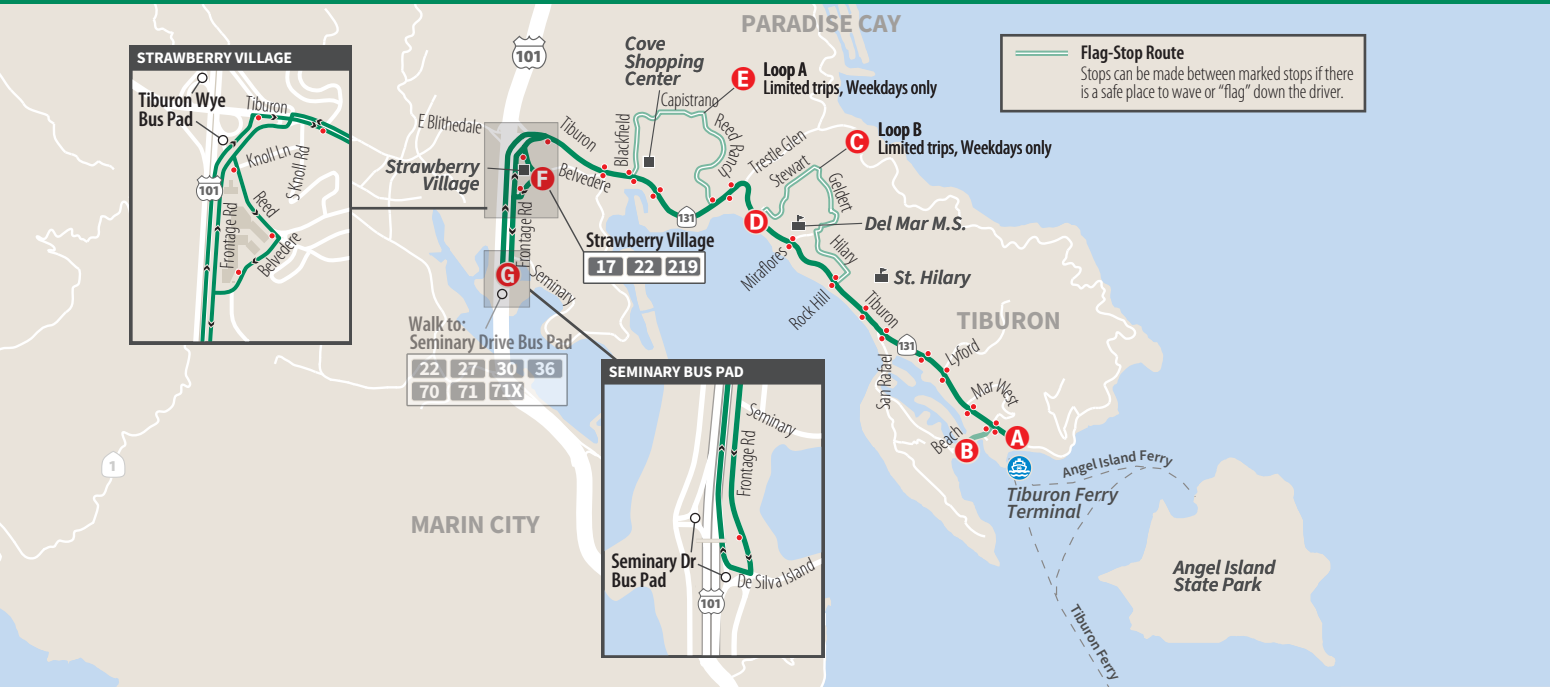 PARADISE CAY
101
Cove
Shopping
Center
E
Loop A
Limited trips, Weekdays only
Flag-Stop Route
Stops can be made between marked stops if there
is a safe place to wave or “flag” down the driver.
STRAWBERRY VILLAGE
Tiburon Wye
Bus Pad
Tiburon
Knoll Ln
S Knoll Rd
101
Reed
Frontage Rd
Belvedere
E Blithedale
Tiburon
Blackfield
Capistrano
Reed Ranch
Trestle Glen
C
Loop B
Limited trips, Weekdays only
Stewart
Geldert
Strawberry
Village
F
Belvedere
131
D
Del Mar M.S.
Hilary
Miraflores
Frontage Rd
Strawberry Village
17
22
219
G
Seminary
St. Hilary
Rock Hill
Tiburon
TIBURON
Walk to:
Seminary Drive Bus Pad
22
27
30
36
70
71
71X
131
Lyford
San Rafael
Mar West
Beach
B
A
SEMINARY BUS PAD
Seminary
Frontage Rd
Seminary Dr
Bus Pad
De Silva Island
101
1
MARIN CITY
Angel Island Ferry
Tiburon Ferry
Terminal
Angel Island
State Park
Tiburon Ferry